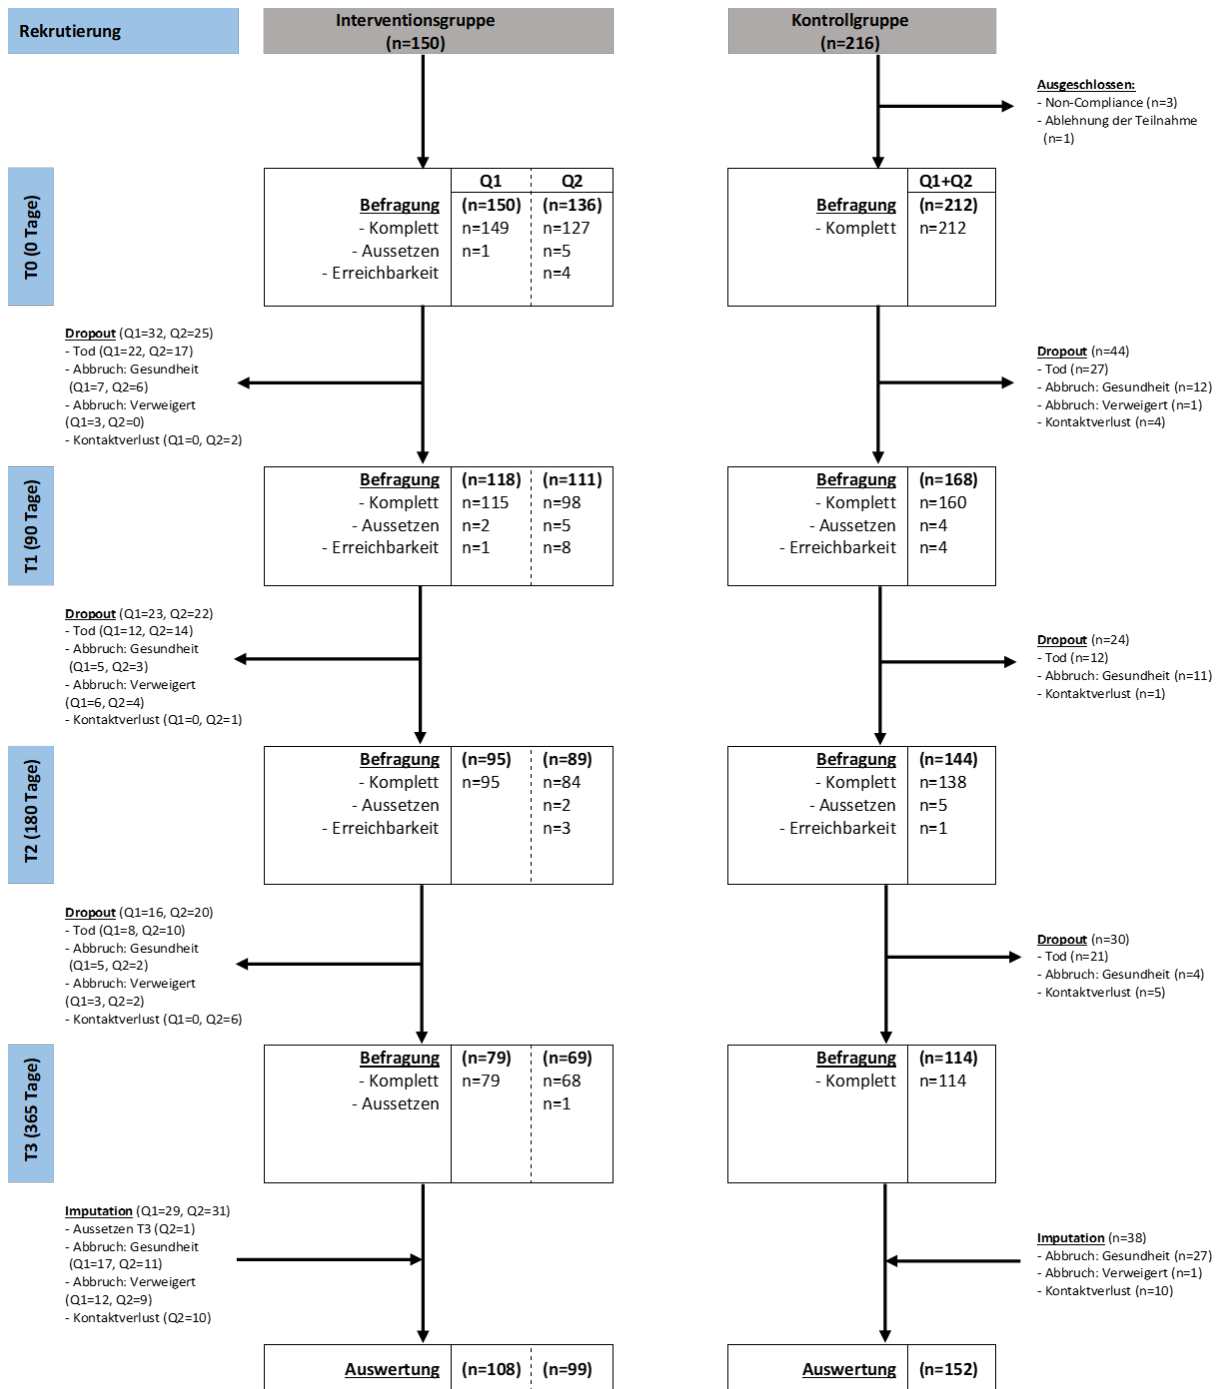 Rekrutierung
Interventionsgruppe
(n=150)
Kontrollgruppe
(n=216)
Ausgeschlossen:
- Non-Compliance (n=3)
- Ablehnung der Teilnahme
(n=1)
T0 (0 Tage)
Q1 Q2
Befragung (n=150) (n=136)
- Komplett n=149 n=127
- Aussetzen n=1 n=5
- Erreichbarkeit n=4
Q1+Q2
Befragung (n=212)
- Komplett n=212
Dropout (Q1=32, Q2=25)
- Tod (Q1=22, Q2=17)
- Abbruch: Gesundheit
(Q1=7, Q2=6)
- Abbruch: Verweigert
(Q1=3, Q2=0)
- Kontaktverlust (Q1=0, Q2=2)
Dropout (n=44)
- Tod (n=27)
- Abbruch: Gesundheit (n=12)
- Abbruch: Verweigert (n=1)
- Kontaktverlust (n=4)
T1 (90 Tage)
Befragung (n=118) (n=111)
- Komplett n=115 n=98
- Aussetzen n=2 n=5
- Erreichbarkeit n=1 n=8
Befragung (n=168)
- Komplett n=160
- Aussetzen n=4
- Erreichbarkeit n=4
Dropout (Q1=23, Q2=22)
- Tod (Q1=12, Q2=14)
- Abbruch: Gesundheit
(Q1=5, Q2=3)
- Abbruch: Verweigert
(Q1=6, Q2=4)
- Kontaktverlust (Q1=0, Q2=1)
Dropout (n=24)
- Tod (n=12)
- Abbruch: Gesundheit (n=11)
- Kontaktverlust (n=1)
T2 (180 Tage)
Befragung (n=95) (n=89)
- Komplett n=95 n=84
- Aussetzen n=2
- Erreichbarkeit n=3
Befragung (n=144)
- Komplett n=138
- Aussetzen n=5
- Erreichbarkeit n=1
Dropout (Q1=16, Q2=20)
- Tod (Q1=8, Q2=10)
- Abbruch: Gesundheit
(Q1=5, Q2=2)
- Abbruch: Verweigert
(Q1=3, Q2=2)
- Kontaktverlust (Q1=0, Q2=6)
Dropout (n=30)
- Tod (n=21)
- Abbruch: Gesundheit (n=4)
- Kontaktverlust (n=5)
T3 (365 Tage)
Befragung (n=79) (n=69)
- Komplett n=79 n=68
- Aussetzen n=1
Befragung (n=114)
- Komplett n=114
Imputation (Q1=29, Q2=31)
- Aussetzen T3 (Q2=1)
- Abbruch: Gesundheit
(Q1=17, Q2=11)
- Abbruch: Verweigert
(Q1=12, Q2=9)
- Kontaktverlust (Q2=10)
Imputation (n=38)
- Abbruch: Gesundheit (n=27)
- Abbruch: Verweigert (n=1)
- Kontaktverlust (n=10)
Auswertung (n=108) (n=99)
Auswertung (n=152)